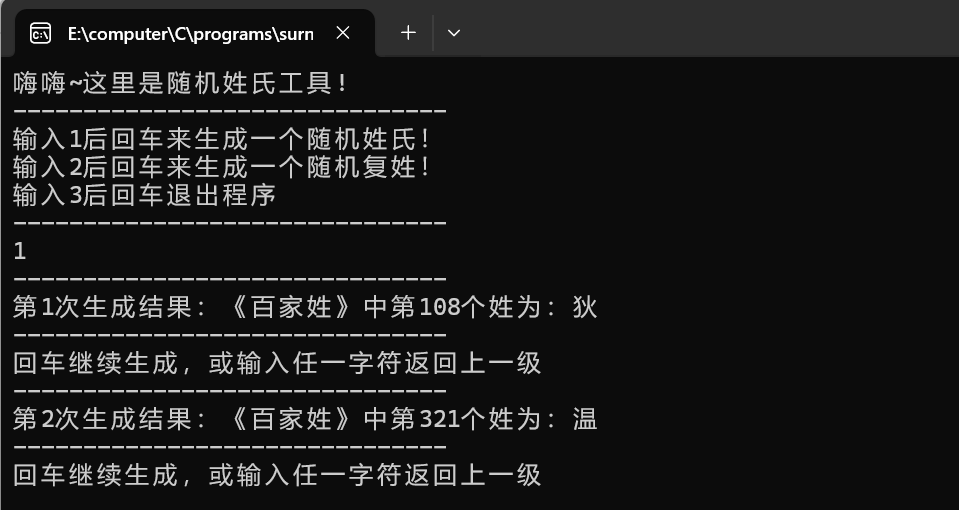 E:\computer\C\programs\surn
嗨嗨~这里是随机姓氏工具!
-------------------------------
输入1后回车来生成一个随机姓氏!
输入2后回车来生成一个随机复姓!
输入3后回车退出程序
-------------------------------
1
-------------------------------
第1次生成结果：《百家姓》中第108个姓为：狄
-------------------------------
回车继续生成，或输入任一字符返回上一级
-------------------------------
第2次生成结果：《百家姓》中第321个姓为：温
-------------------------------
回车继续生成，或输入任一字符返回上一级